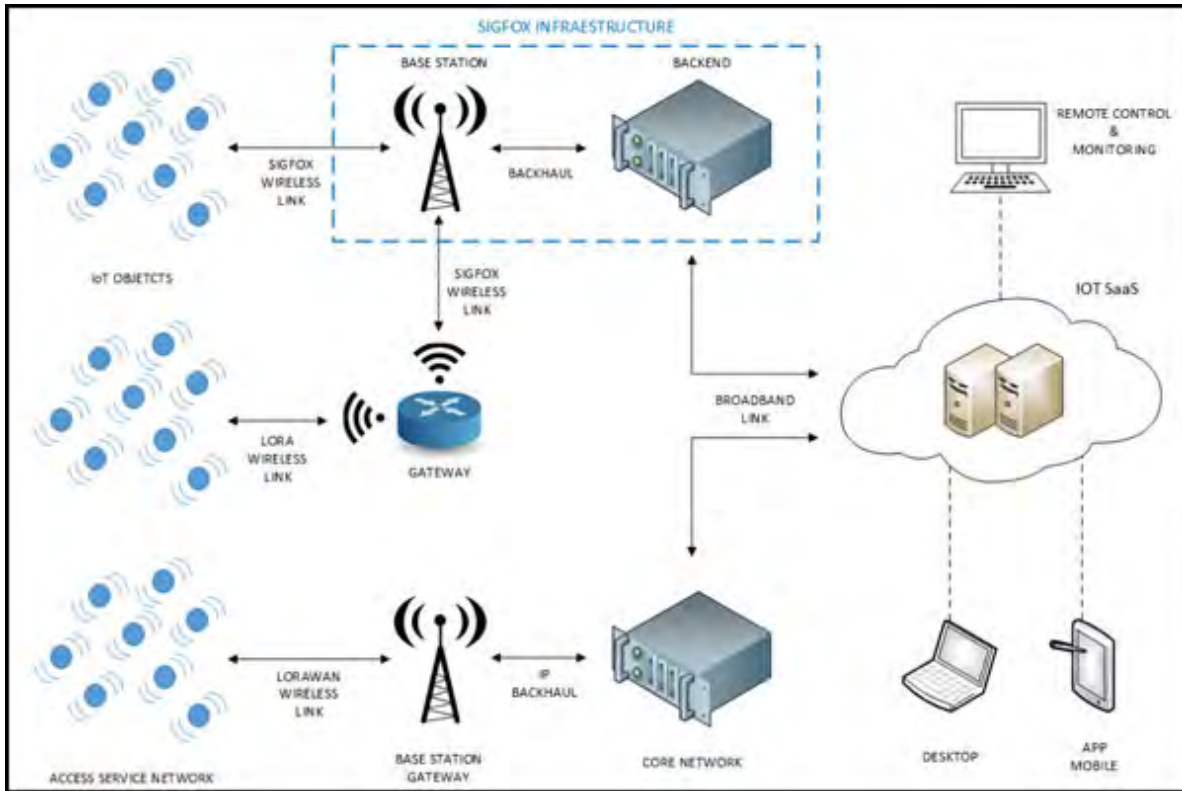 SIGFOX INFRAESTRUCTURE
BASE STATION
BACKEND
REMOTE CONTROL
&
MONITORING
SIGFOX
WIRELESS
LINK
BACKHAUL
IoT OBJETCTS
SIGFOX
WIRELESS
LINK
IOT SaaS
LORA
WIRELESS
LINK
GATEWAY
BROADBAND
LINK
LORAWAN
WIRELESS
LINK
IP
BACKHAUL
ACCESS SERVICE NETWORK
BASE STATION
GATEWAY
CORE NETWORK
DESKTOP
APP
MOBILE